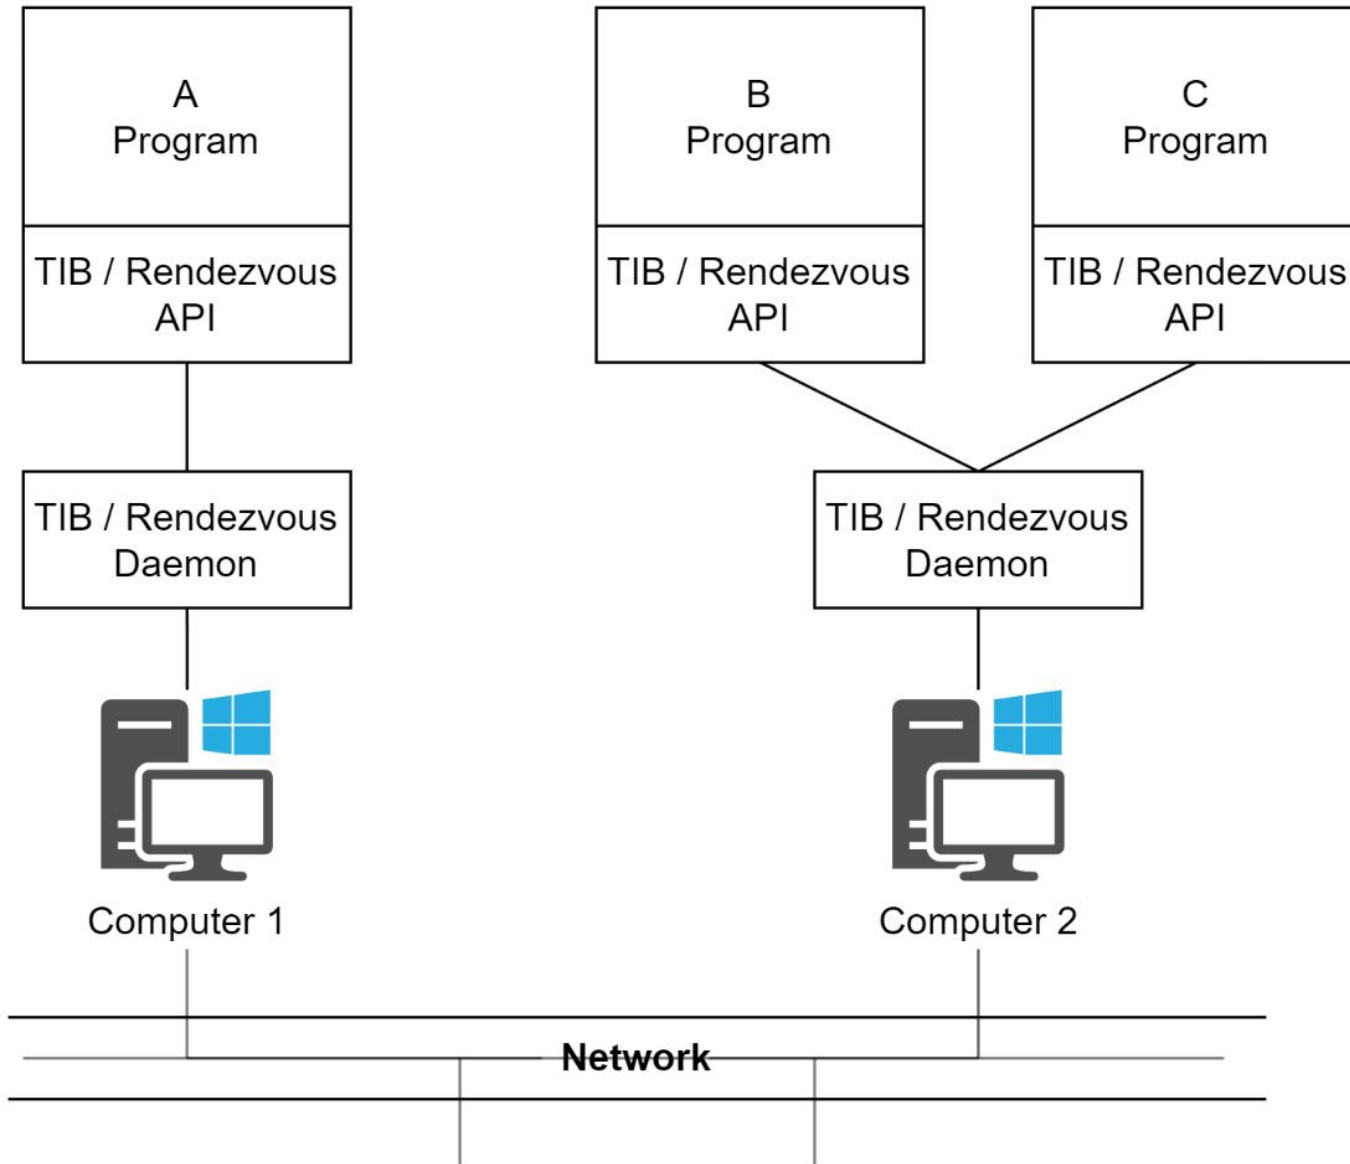 A
Program
B
Program
C
Program
TIB / Rendezvous
API
TIB / Rendezvous
API
TIB / Rendezvous
API
TIB / Rendezvous
Daemon
TIB / Rendezvous
Daemon
Computer 1
Computer 2
Network